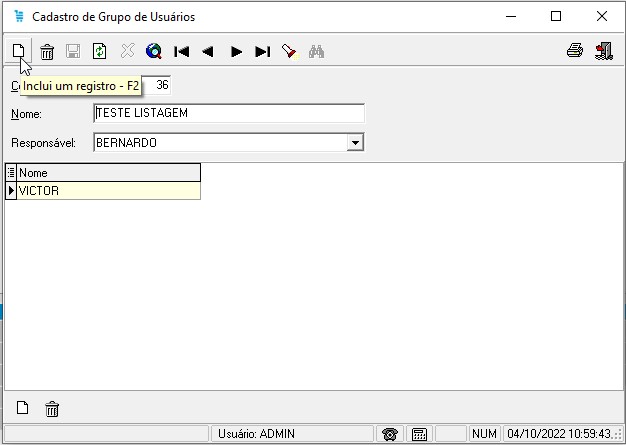 Cadastro de Grupo de Usuários
Inclui um registro - F2
36
Nome:
TESTE LISTAGEM
Responsável:
BERNARDO
Nome
VICTOR
Usuário: ADMIN
NUM
04/10/2022 10:59:43